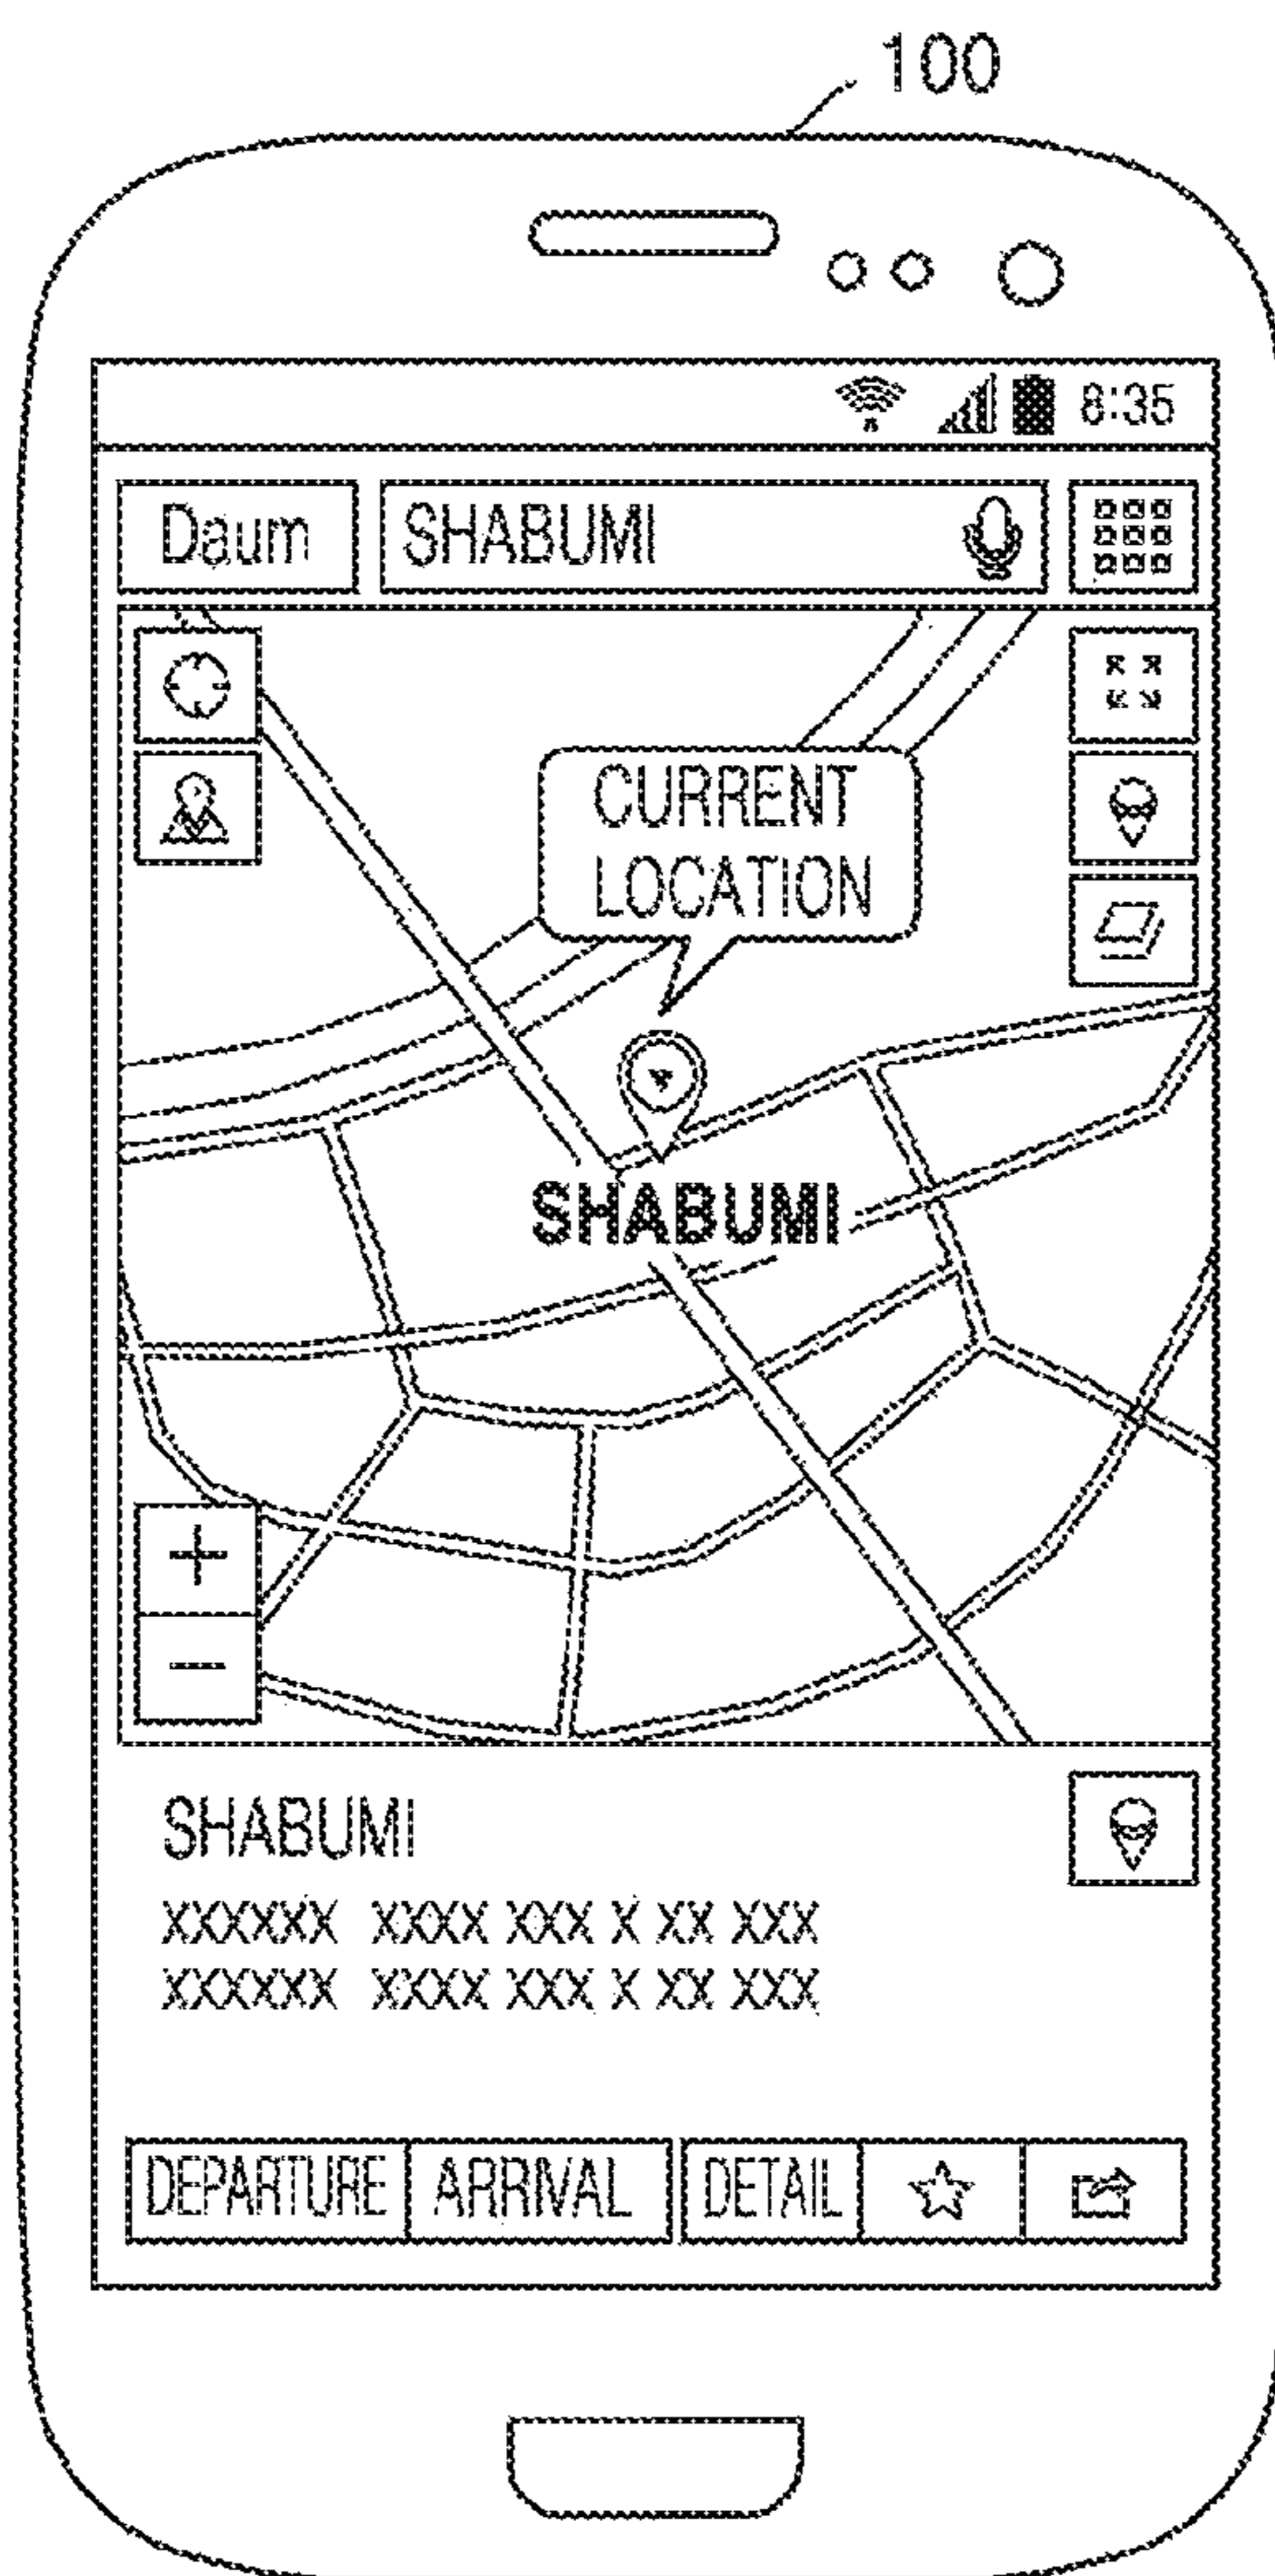 100
8:35
Daum SHABUMI
CURRENT
LOCATION
SHABUMI
+
−
SHABUMI
XXXXXX XXXX XXX X XX XXX
XXXXXX XXXX XXX X XX XXX
DEPARTURE ARRIVAL DETAIL